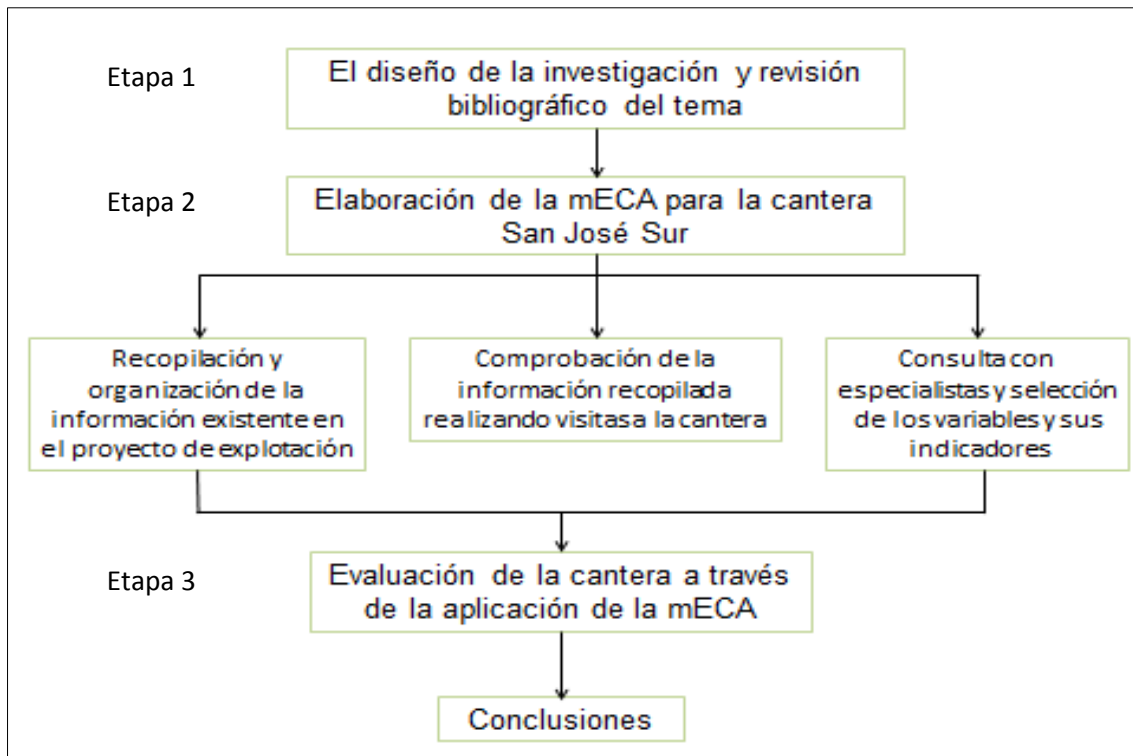 Etapa 1
El diseño de la investigación y revisión
bibliográfico del tema
Etapa 2
Elaboración de la mECA para la cantera
San José Sur
Recopilación y
organización de la
información existente en
el proyecto de explotación
Comprobación de la
información recopilada
realizando visitasa la cantera
Consulta con
especialistas y selección
de los variables y sus
indicadores
Etapa 3
Evaluación de la cantera a través
de la aplicación de la mECA
Conclusiones